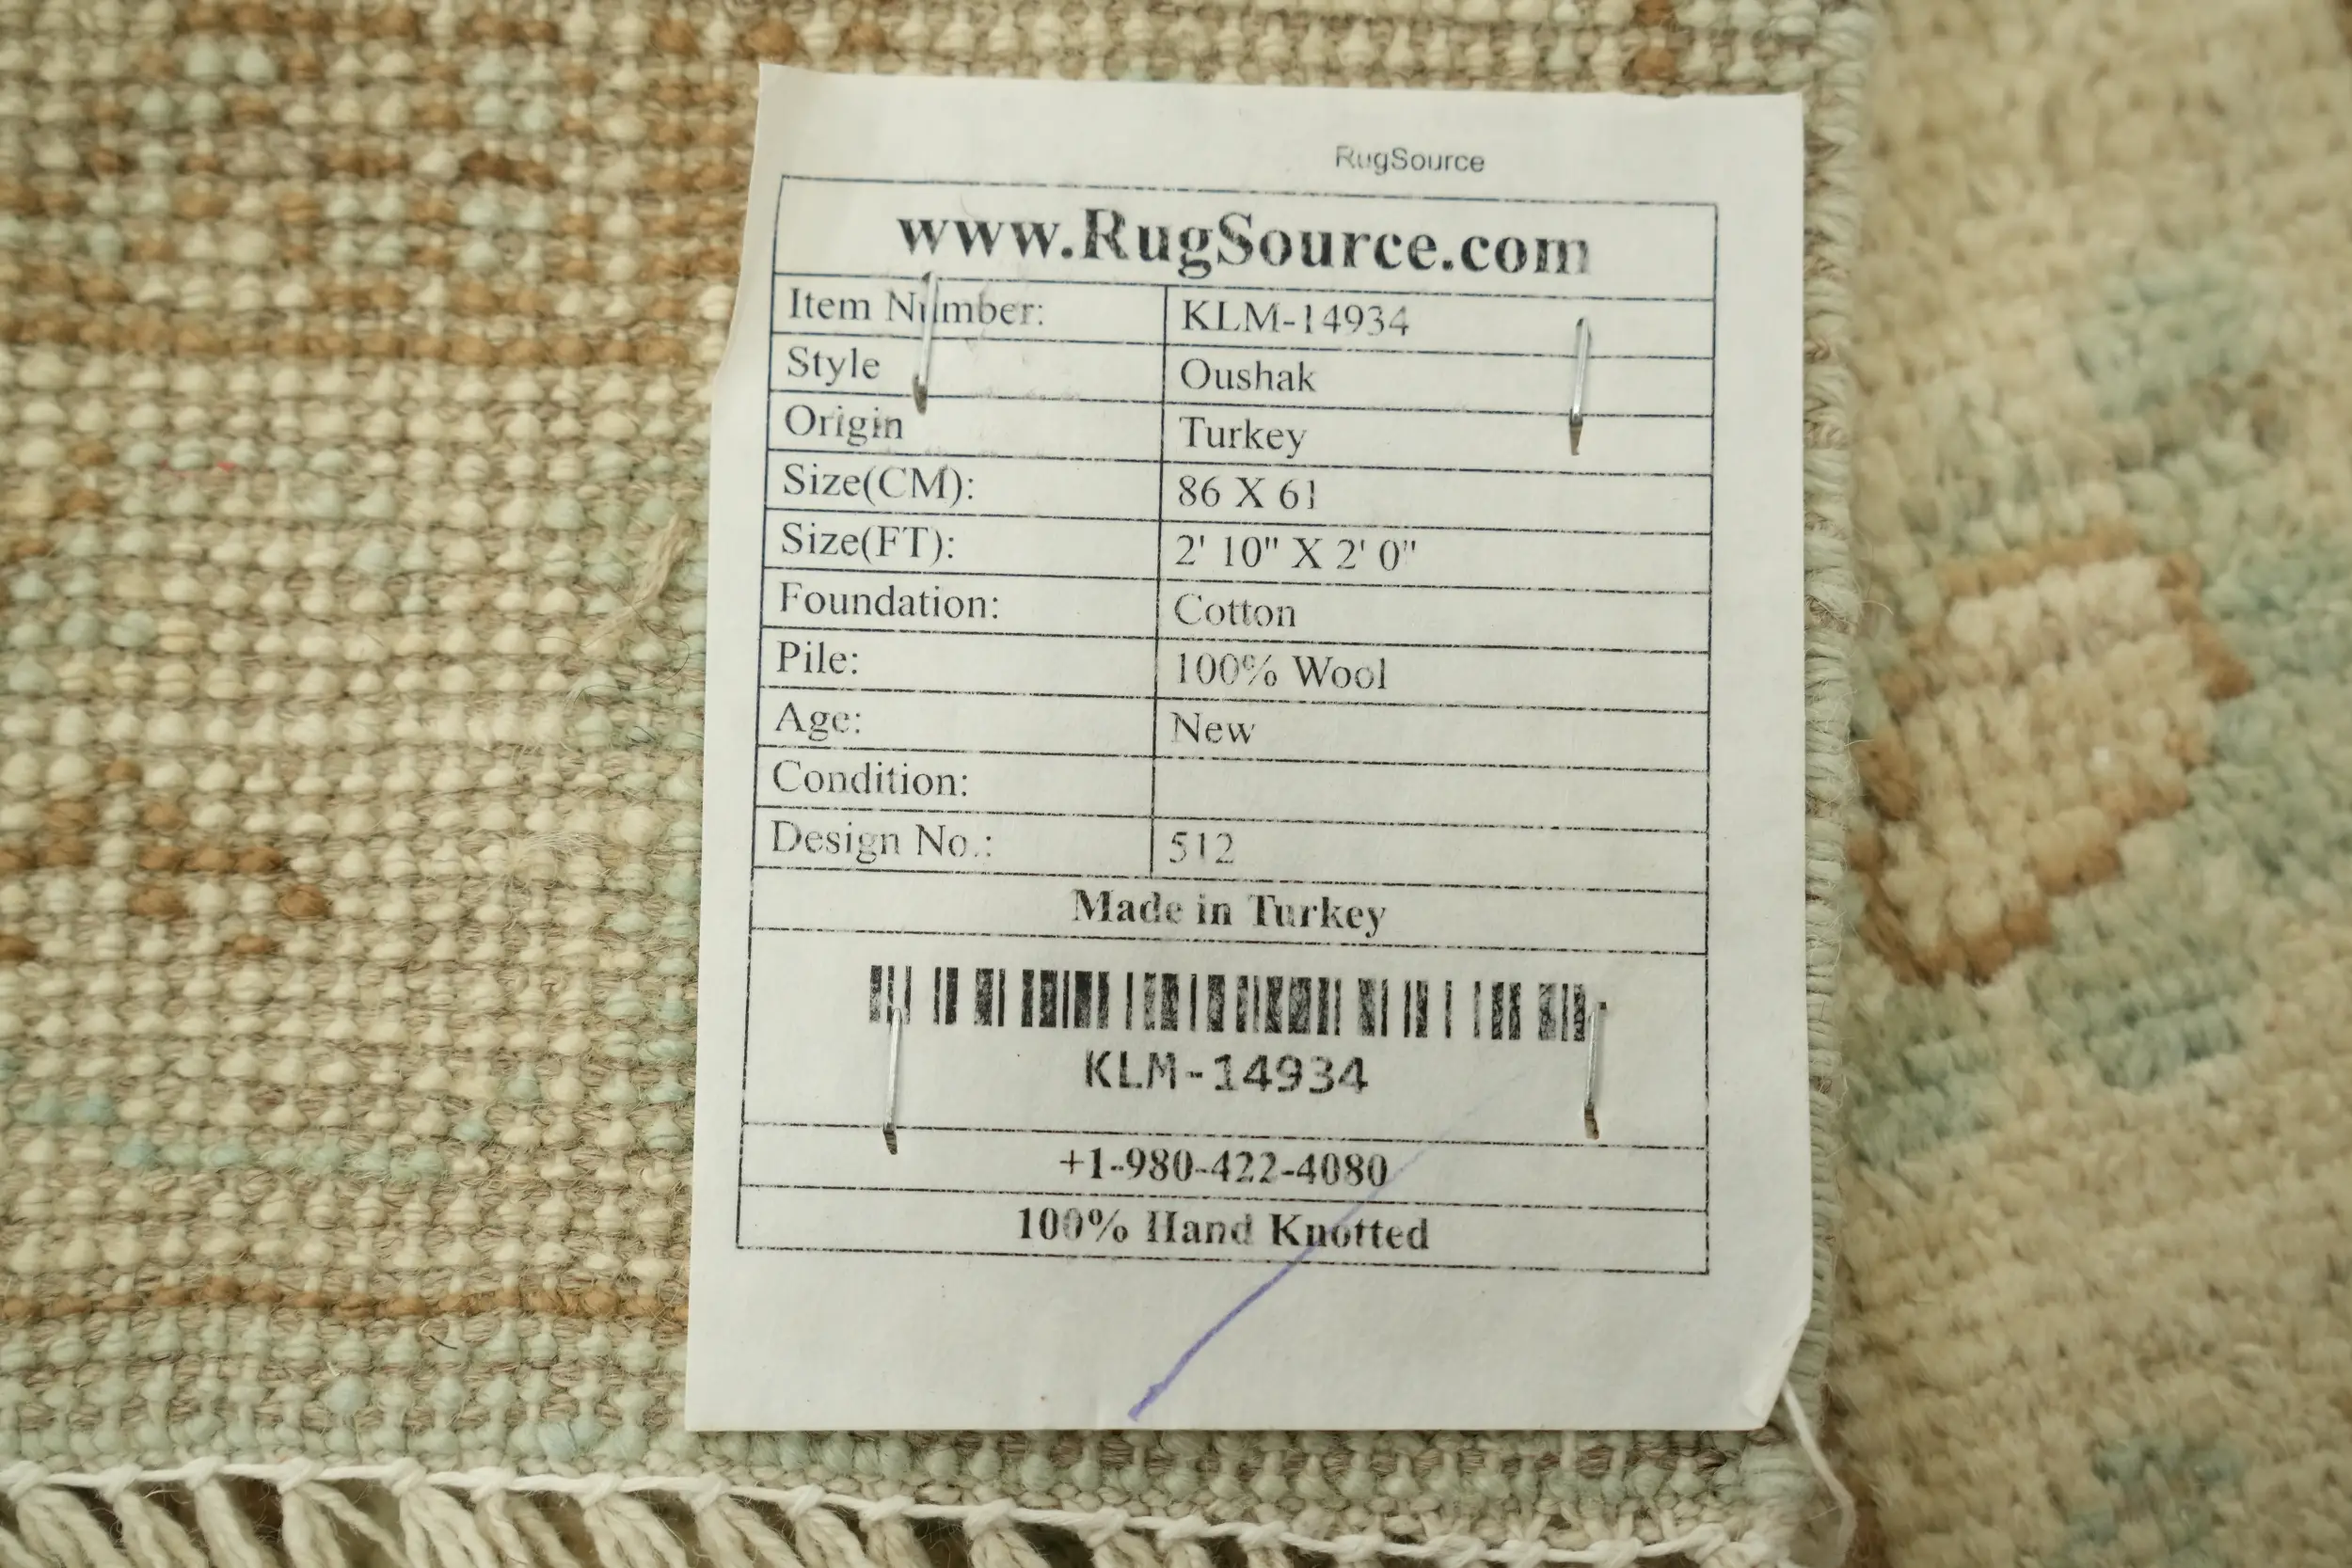 RugSource
www.RugSource.com
Item Number: KLM-14934
Style Oushak
Origin Turkey
Size(CM): 86 X 61
Size(FT): 2' 10" X 2' 0"
Foundation: Cotton
Pile: 100% Wool
Age: New
Condition:
Design No.: 512
Made in Turkey
KLM-14934
+1-980-422-4080
100% Hand Knotted